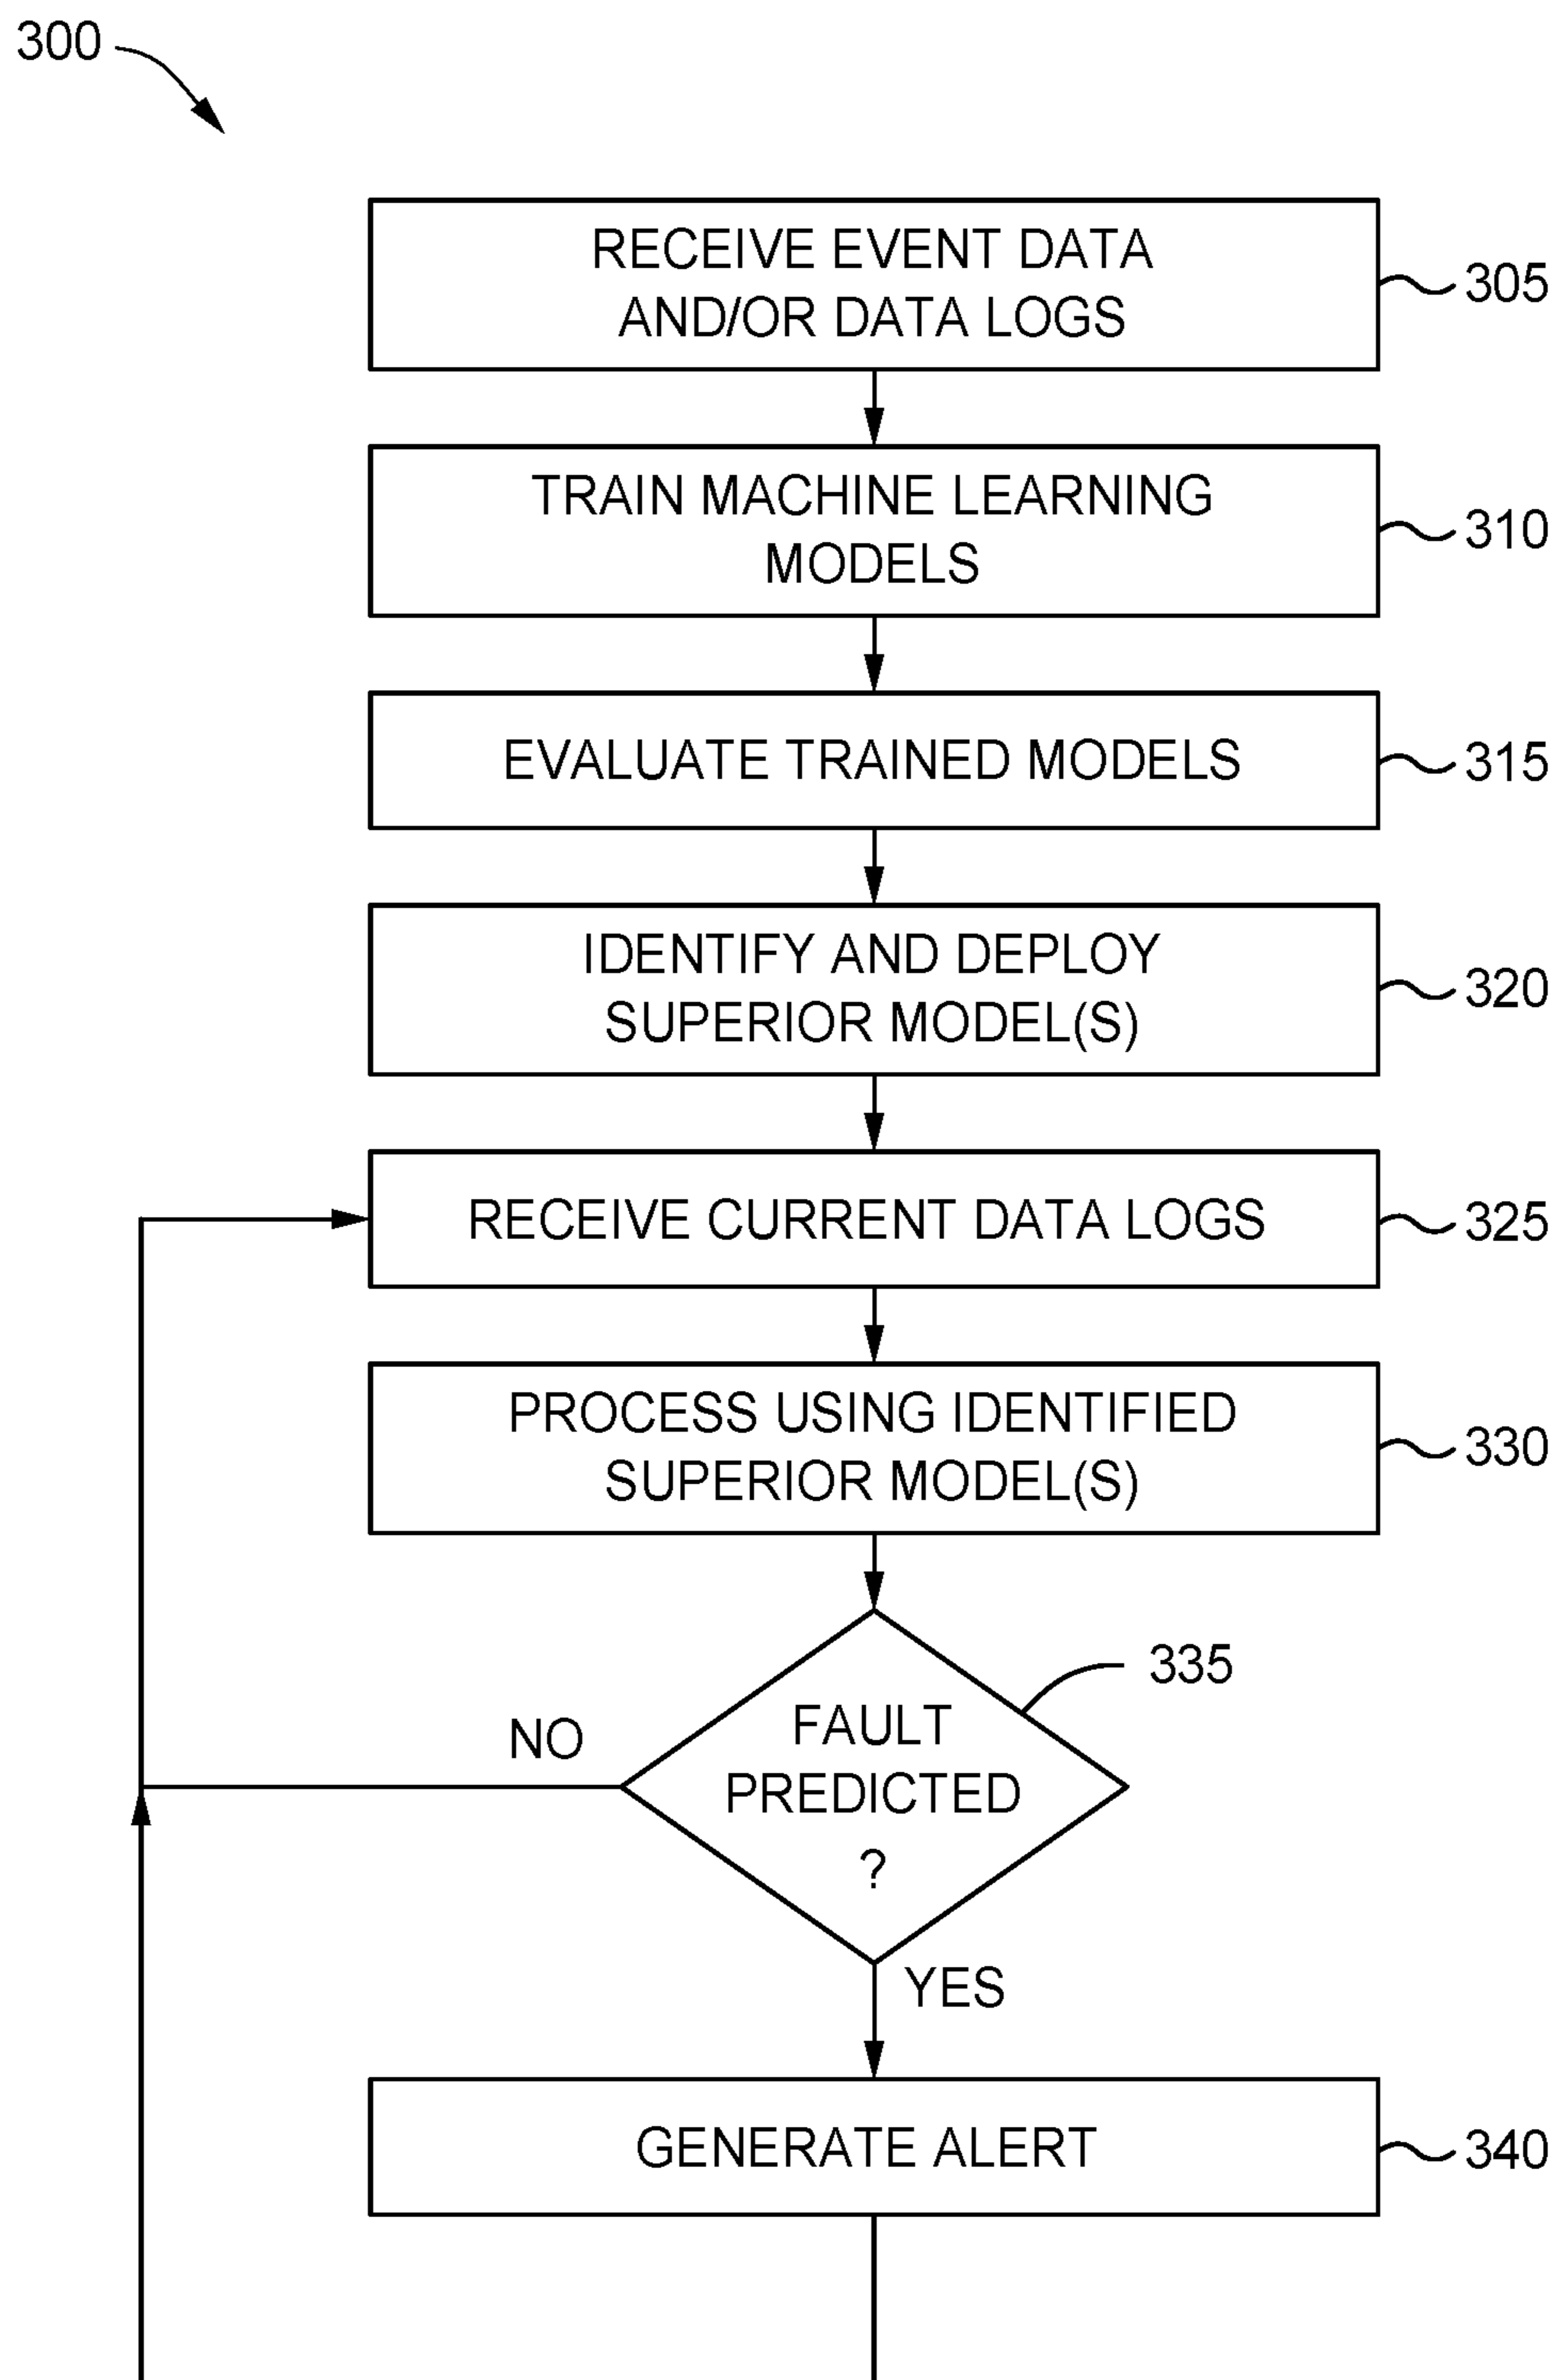 300
RECEIVE EVENT DATA
AND/OR DATA LOGS
305
TRAIN MACHINE LEARNING
MODELS
310
EVALUATE TRAINED MODELS
315
IDENTIFY AND DEPLOY
SUPERIOR MODEL(S)
320
RECEIVE CURRENT DATA LOGS
325
PROCESS USING IDENTIFIED
SUPERIOR MODEL(S)
330
335
NO
FAULT
PREDICTED
?
YES
GENERATE ALERT
340